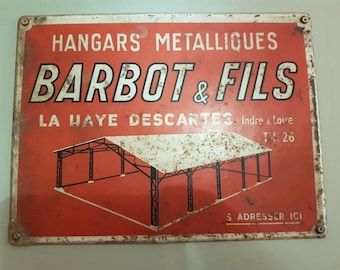 HANGARS METALLIQUES
BARBOT & FILS
LA HAYE DESCARTES Indre & Loire
Tél. 26
S'ADRESSER ICI